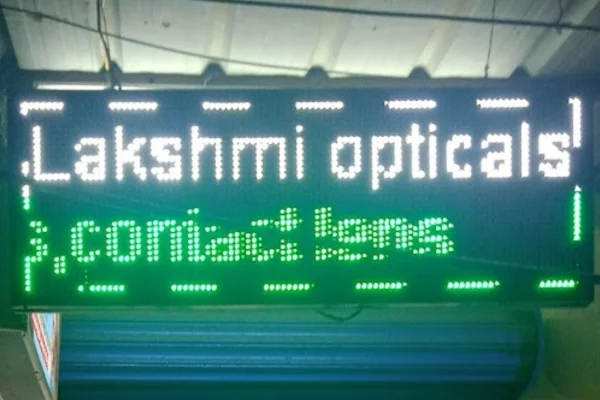 Lakshmi opticals
, contact lens